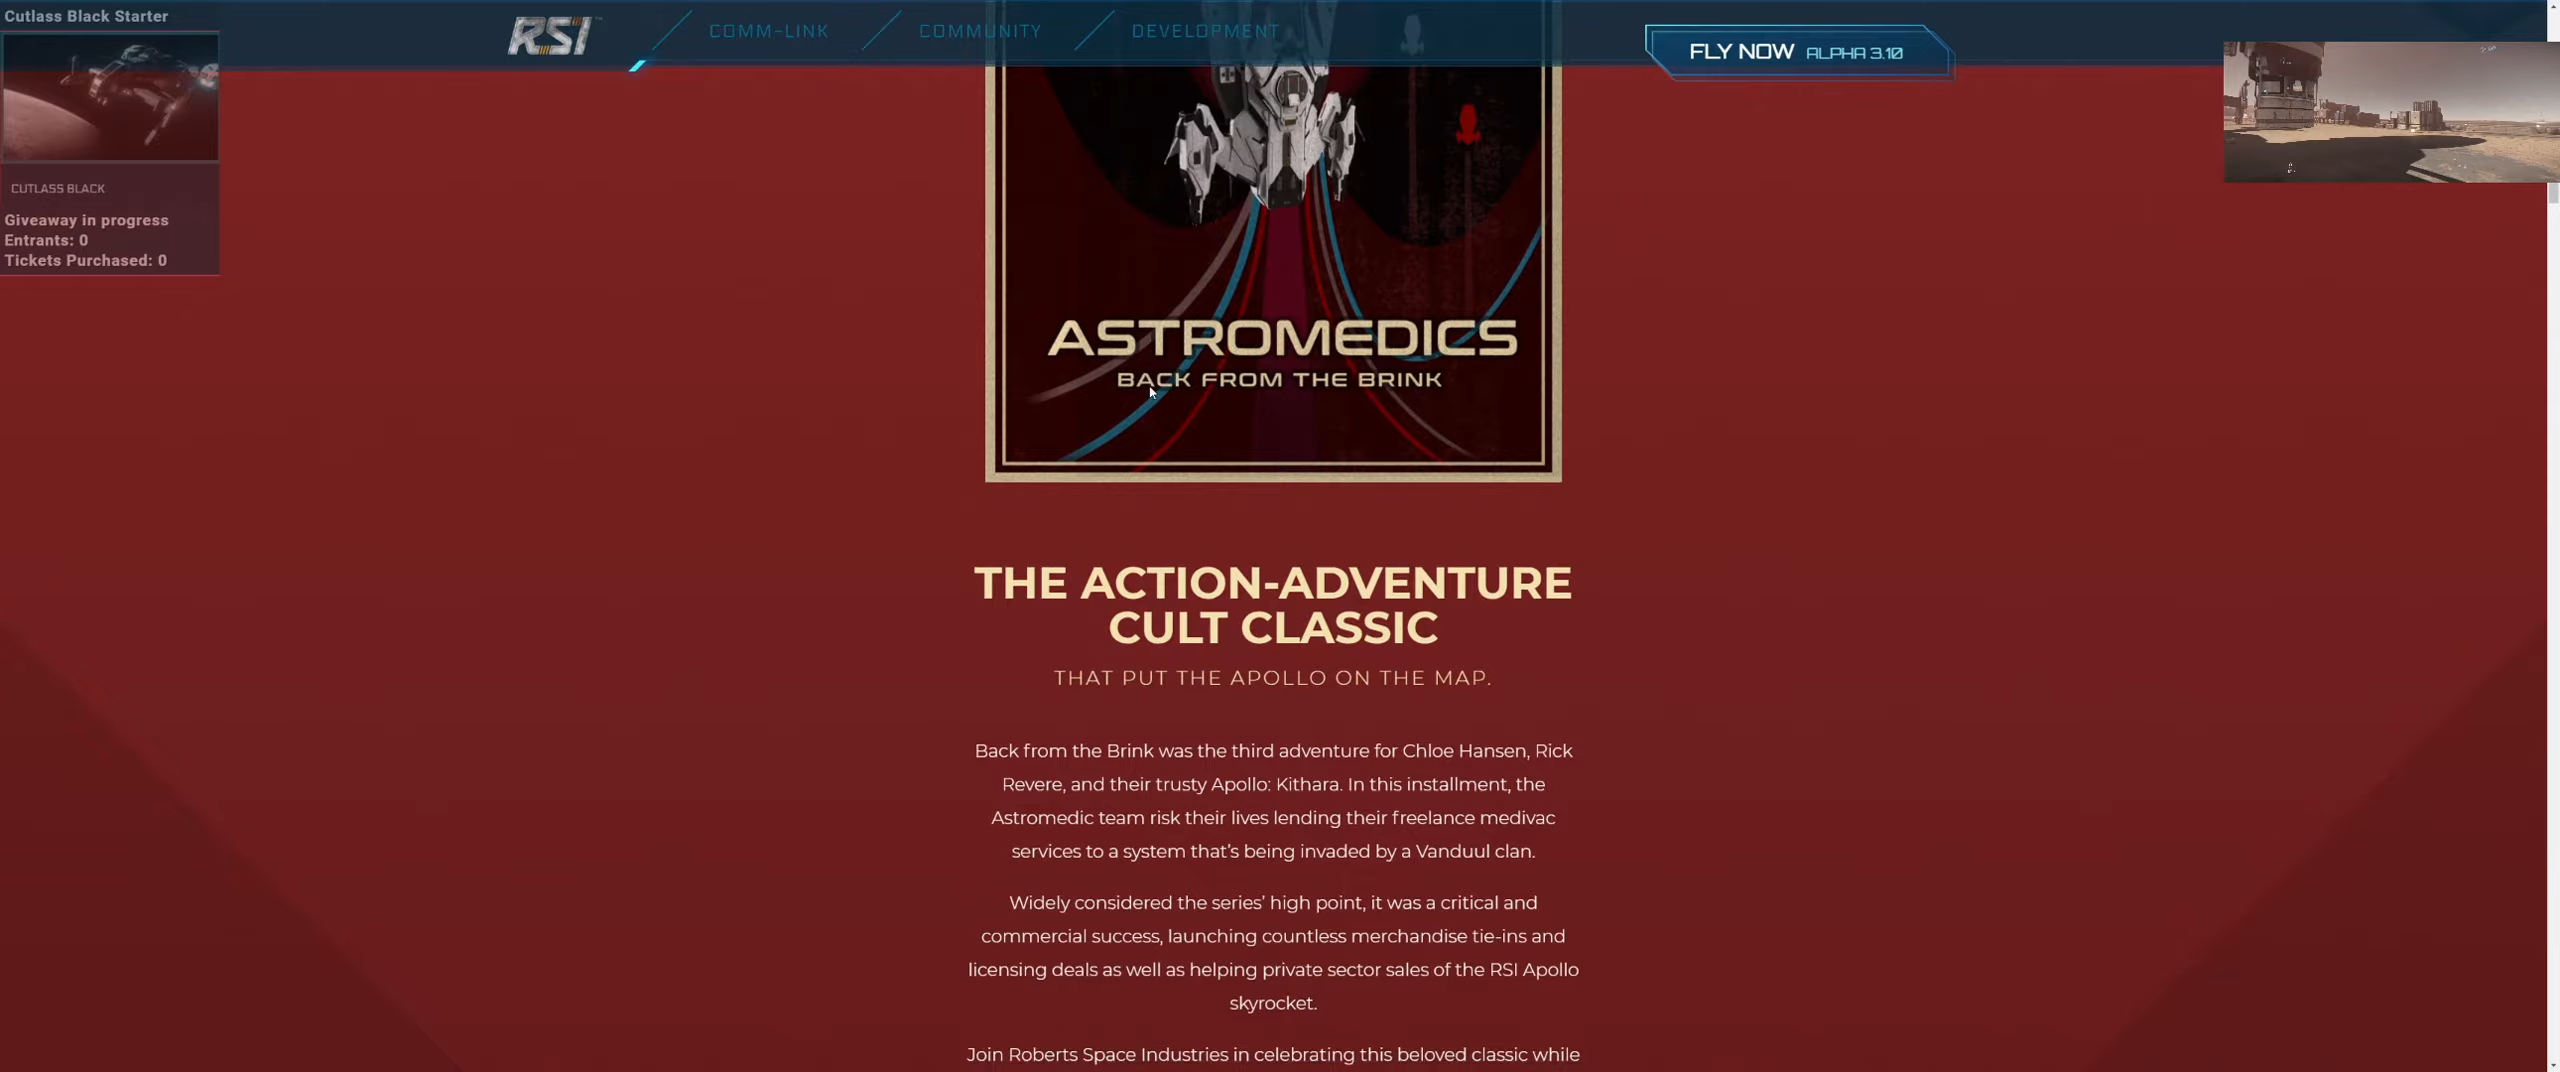 Cutlass Black Starter
CUTLASS BLACK
Giveaway in progress
Entrants: 0
Tickets Purchased: 0
RSI
COMM-LINK
COMMUNITY
DEVELOPMENT
FLY NOW ALPHA 3.10
ASTROMEDICS
BACK FROM THE BRINK
THE ACTION-ADVENTURE
CULT CLASSIC
THAT PUT THE APOLLO ON THE MAP.
Back from the Brink was the third adventure for Chloe Hansen, Rick
Revere, and their trusty Apollo: Kithara. In this installment, the
Astromedic team risk their lives lending their freelance medivac
services to a system that's being invaded by a Vanduul clan.
Widely considered the series' high point, it was a critical and
commercial success, launching countless merchandise tie-ins and
licensing deals as well as helping private sector sales of the RSI Apollo
skyrocket.
Join Roberts Space Industries in celebrating this beloved classic while